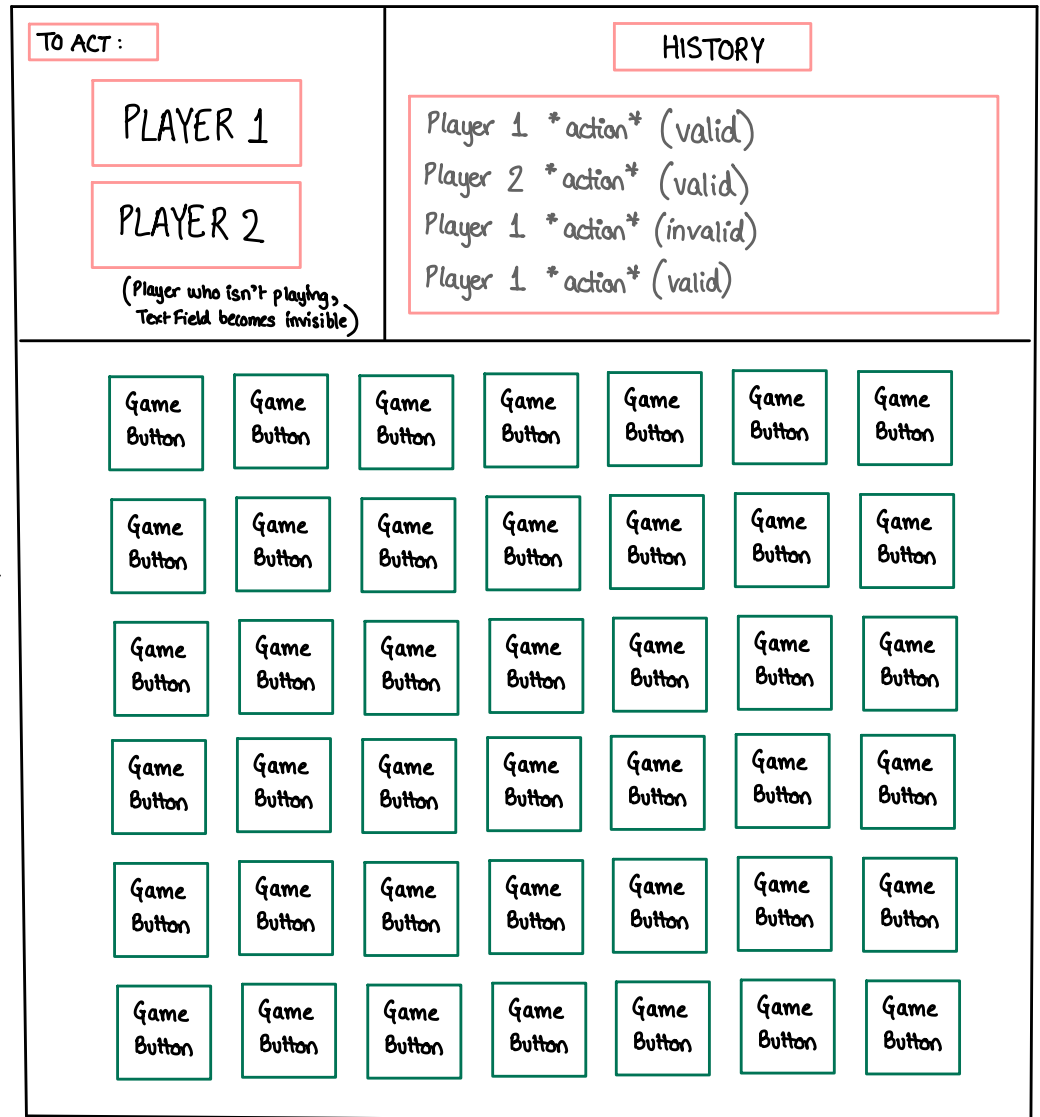 TO ACT :
PLAYER 1
PLAYER 2
(Player who isn't playing,
Text Field becomes invisible)
HISTORY
Player 1 *action* (valid)
Player 2 *action* (valid)
Player 1 *action* (invalid)
Player 1 *action* (valid)
Game Game Game Game Game Game Game
Button Button Button Button Button Button Button
Game Game Game Game Game Game Game
Button Button Button Button Button Button Button
Game Game Game Game Game Game Game
Button Button Button Button Button Button Button
Game Game Game Game Game Game Game
Button Button Button Button Button Button Button
Game Game Game Game Game Game Game
Button Button Button Button Button Button Button
Game Game Game Game Game Game Game
Button Button Button Button Button Button Button